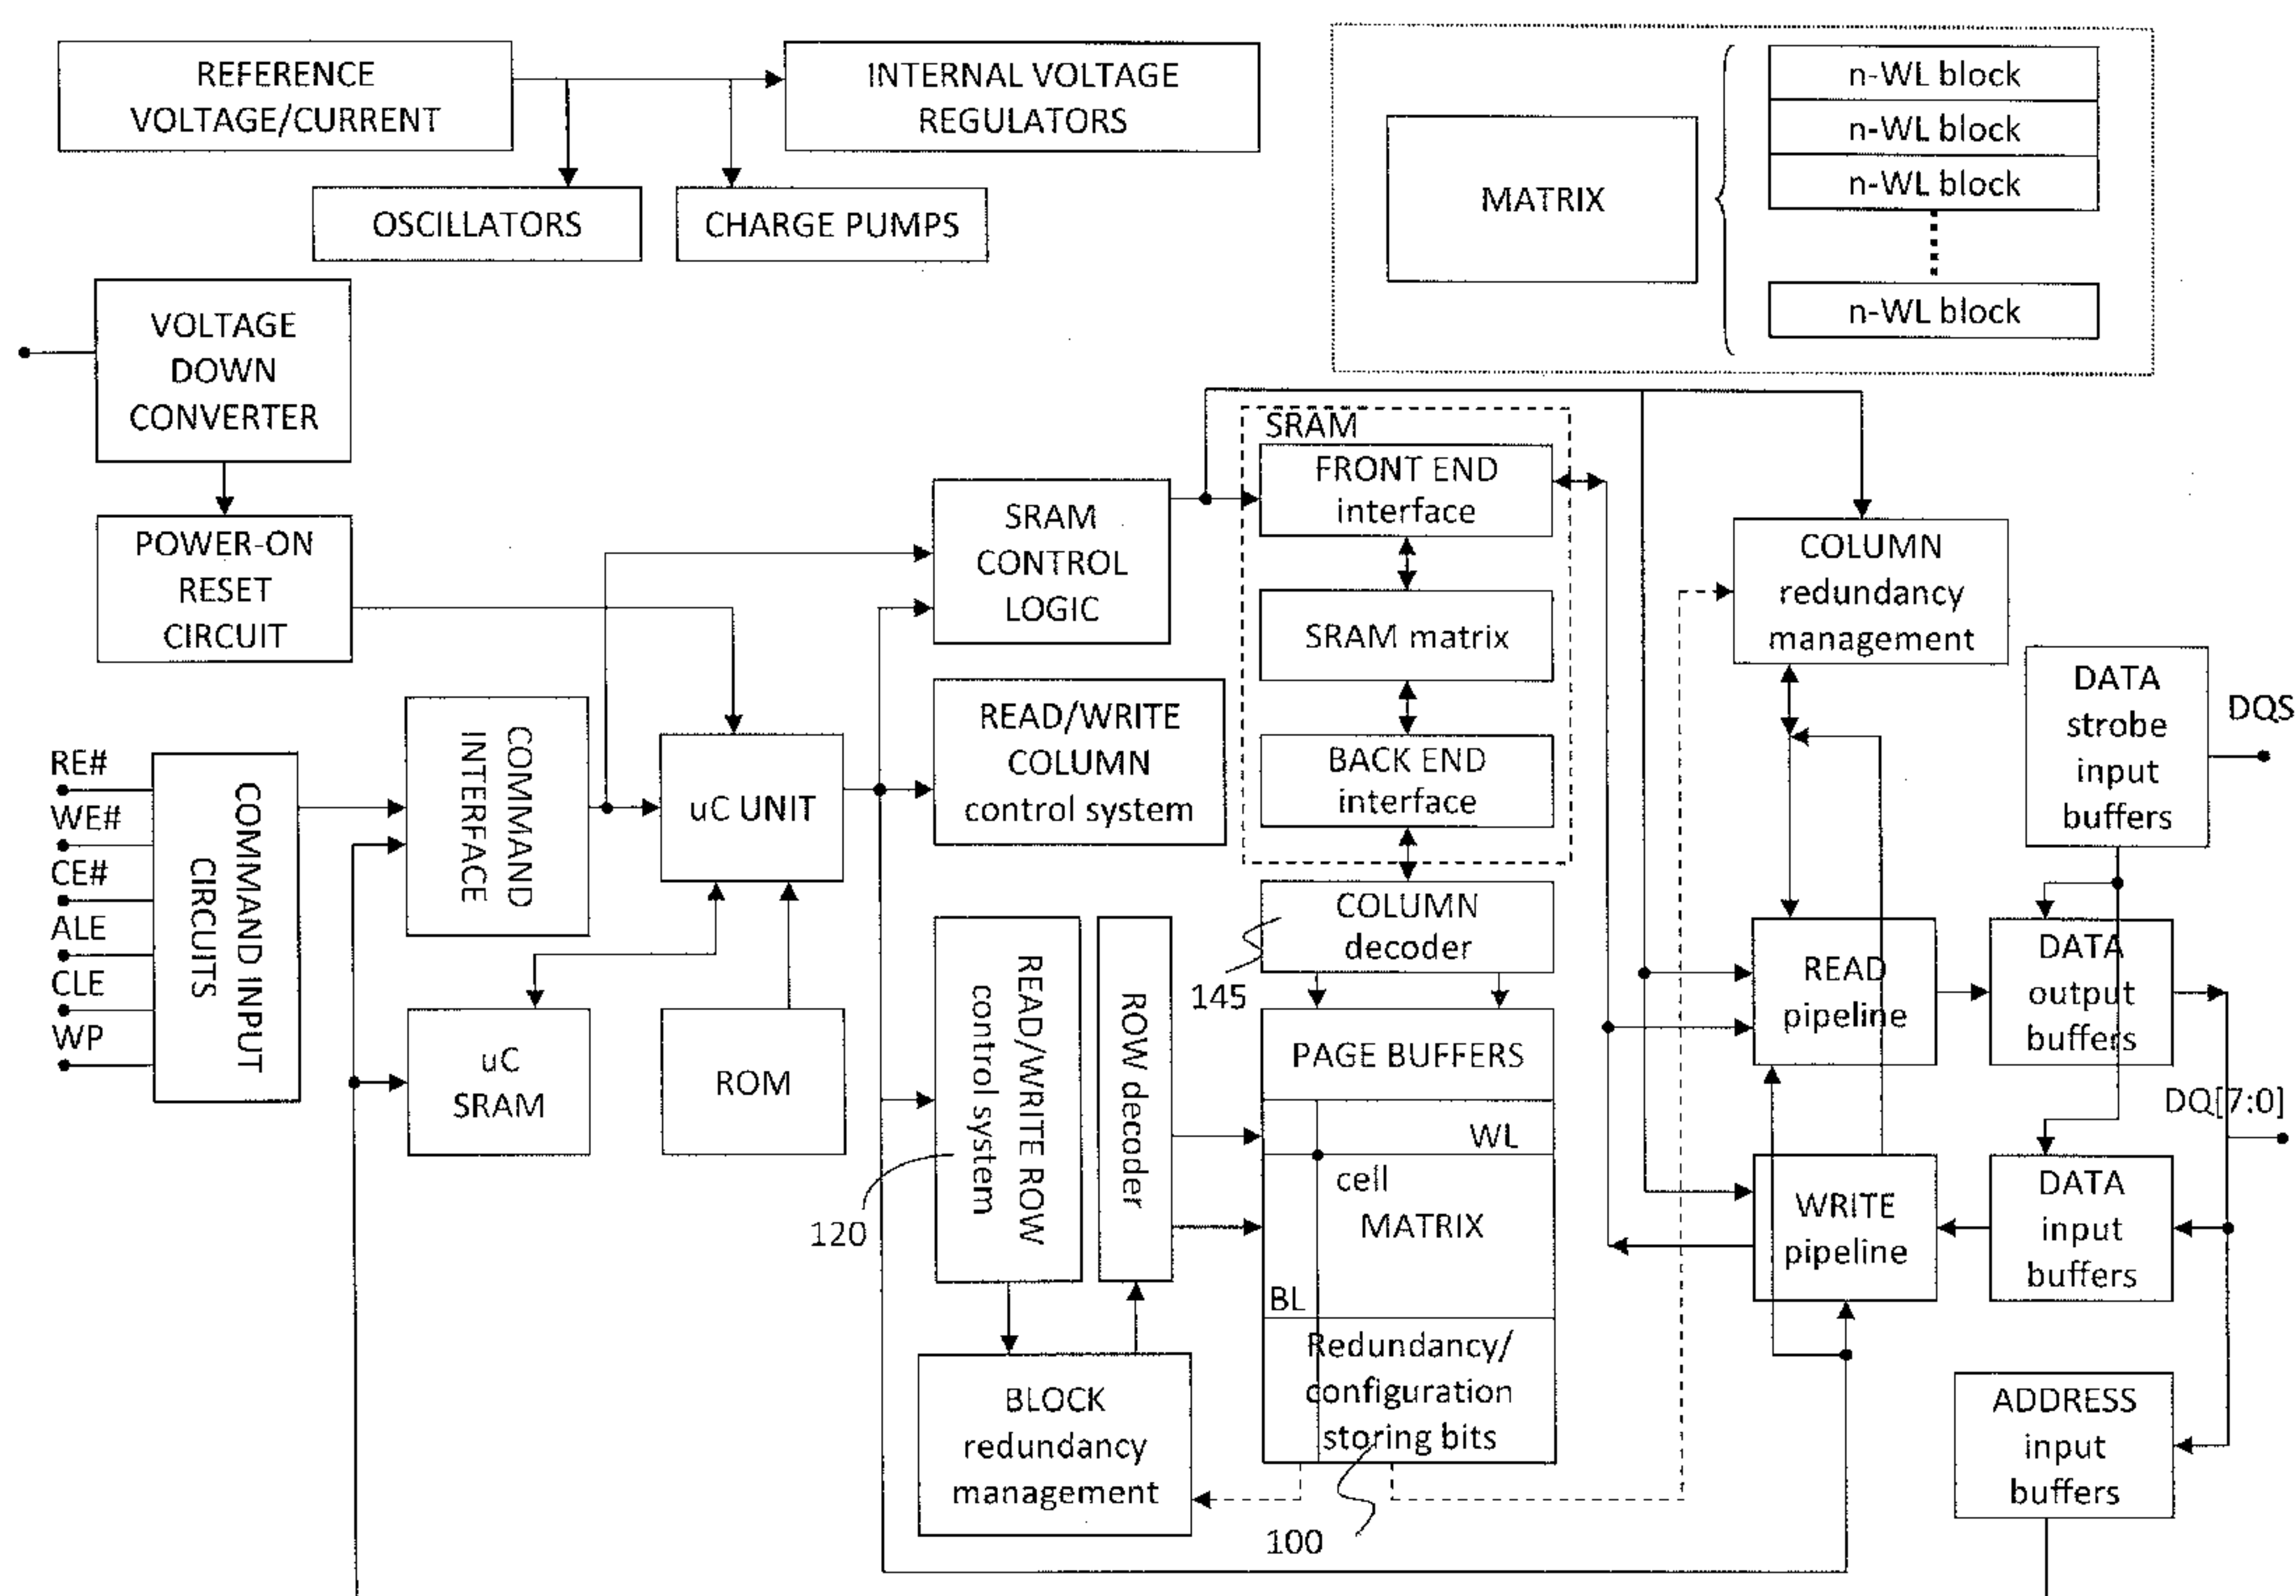 REFERENCE
VOLTAGE/CURRENT
INTERNAL VOLTAGE
REGULATORS
OSCILLATORS
CHARGE PUMPS
MATRIX
n-WL block
n-WL block
n-WL block
n-WL block
VOLTAGE
DOWN
CONVERTER
POWER-ON
RESET
CIRCUIT
SRAM
CONTROL
LOGIC
SRAM
FRONT END
interface
SRAM matrix
BACK END
interface
COLUMN
redundancy
management
DATA
strobe
input
buffers
DQS
RE#
WE#
CE#
ALE
CLE
WP
COMMAND INPUT
CIRCUITS
COMMAND
INTERFACE
uC UNIT
READ/WRITE
COLUMN
control system
uC
SRAM
ROM
READ/WRITE ROW
control system
120
ROW decoder
COLUMN
decoder
145
PAGE BUFFERS
WL
cell
MATRIX
BL
Redundancy/
configuration
storing bits
100
BLOCK
redundancy
management
READ
pipeline
DATA
output
buffers
DQ[7:0]
WRITE
pipeline
DATA
input
buffers
ADDRESS
input
buffers